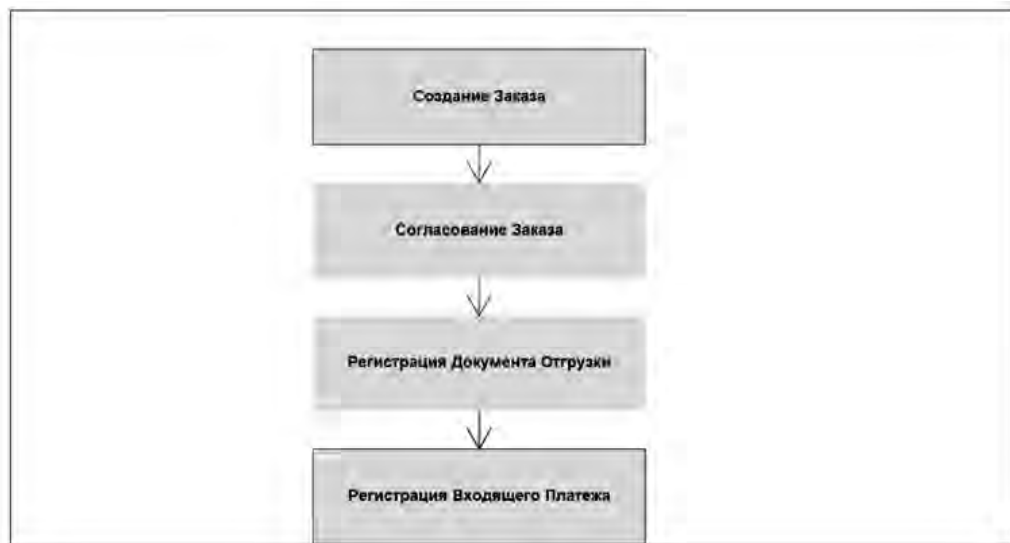 Создание Заказа
Согласование Заказа
Регистрация Документа Отгрузки
Регистрация Входящего Платежа